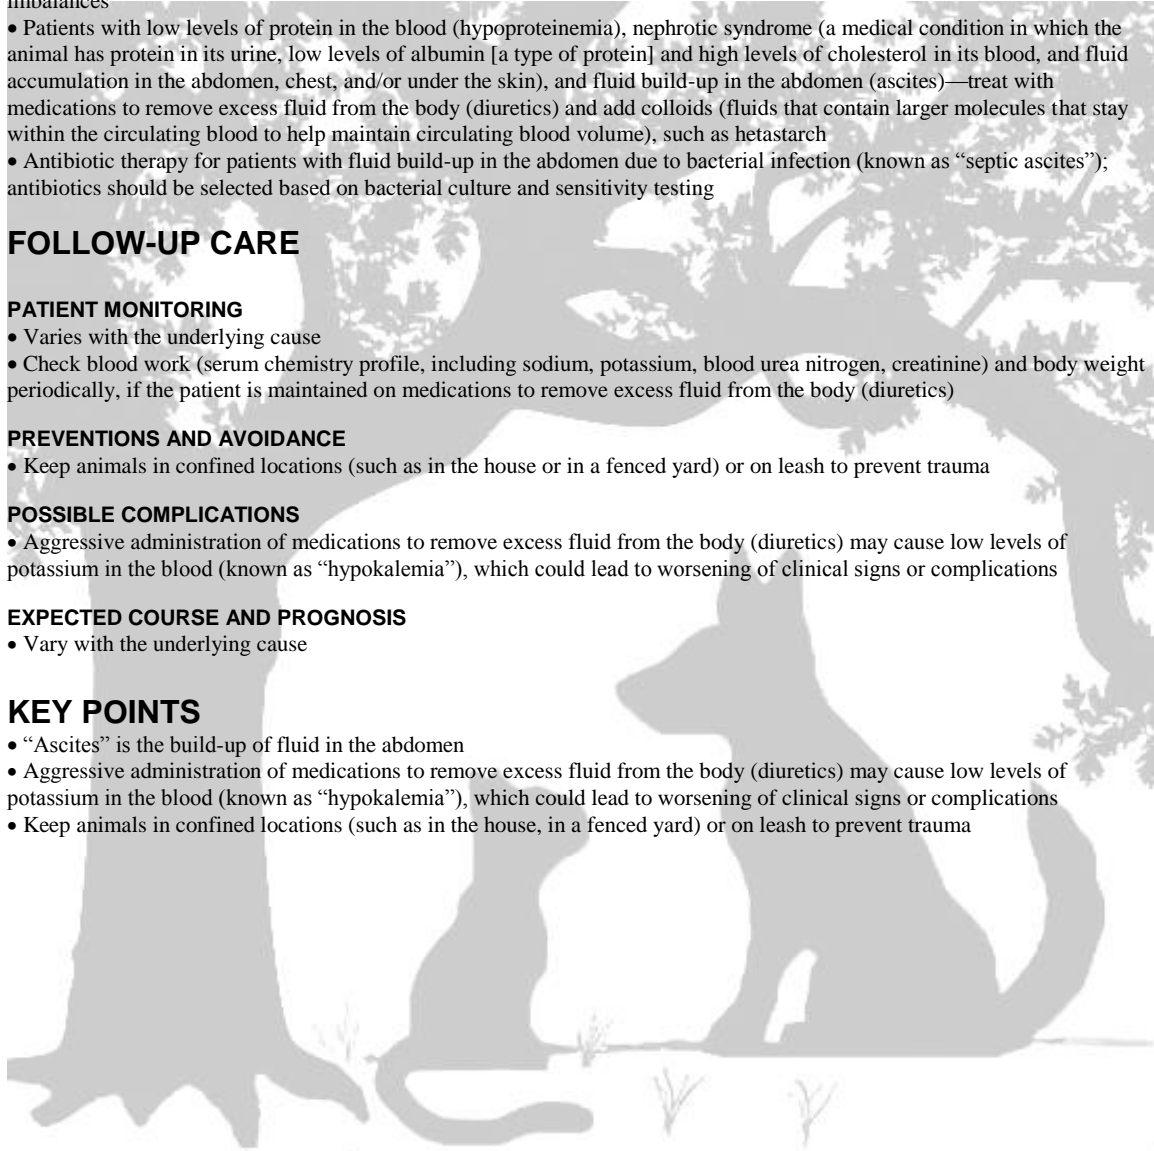 imbalances
• Patients with low levels of protein in the blood (hypoproteinemia), nephrotic syndrome (a medical condition in which the
animal has protein in its urine, low levels of albumin [a type of protein] and high levels of cholesterol in its blood, and fluid
accumulation in the abdomen, chest, and/or under the skin), and fluid build-up in the abdomen (ascites)—treat with
medications to remove excess fluid from the body (diuretics) and add colloids (fluids that contain larger molecules that stay
within the circulating blood to help maintain circulating blood volume), such as hetastarch
• Antibiotic therapy for patients with fluid build-up in the abdomen due to bacterial infection (known as “septic ascites”);
antibiotics should be selected based on bacterial culture and sensitivity testing
FOLLOW-UP CARE
PATIENT MONITORING
• Varies with the underlying cause
• Check blood work (serum chemistry profile, including sodium, potassium, blood urea nitrogen, creatinine) and body weight
periodically, if the patient is maintained on medications to remove excess fluid from the body (diuretics)
PREVENTIONS AND AVOIDANCE
• Keep animals in confined locations (such as in the house or in a fenced yard) or on leash to prevent trauma
POSSIBLE COMPLICATIONS
• Aggressive administration of medications to remove excess fluid from the body (diuretics) may cause low levels of
potassium in the blood (known as “hypokalemia”), which could lead to worsening of clinical signs or complications
EXPECTED COURSE AND PROGNOSIS
• Vary with the underlying cause
KEY POINTS
• “Ascites” is the build-up of fluid in the abdomen
• Aggressive administration of medications to remove excess fluid from the body (diuretics) may cause low levels of
potassium in the blood (known as “hypokalemia”), which could lead to worsening of clinical signs or complications
• Keep animals in confined locations (such as in the house, in a fenced yard) or on leash to prevent trauma